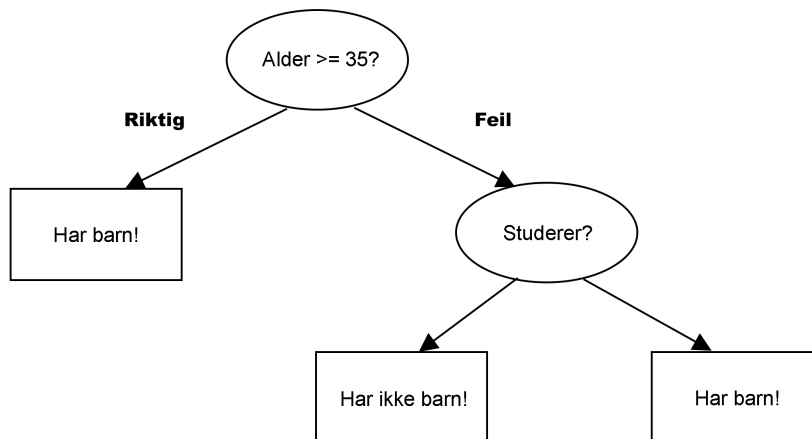 Alder >= 35?
Riktig
Feil
Har barn!
Studerer?
Har ikke barn!
Har barn!